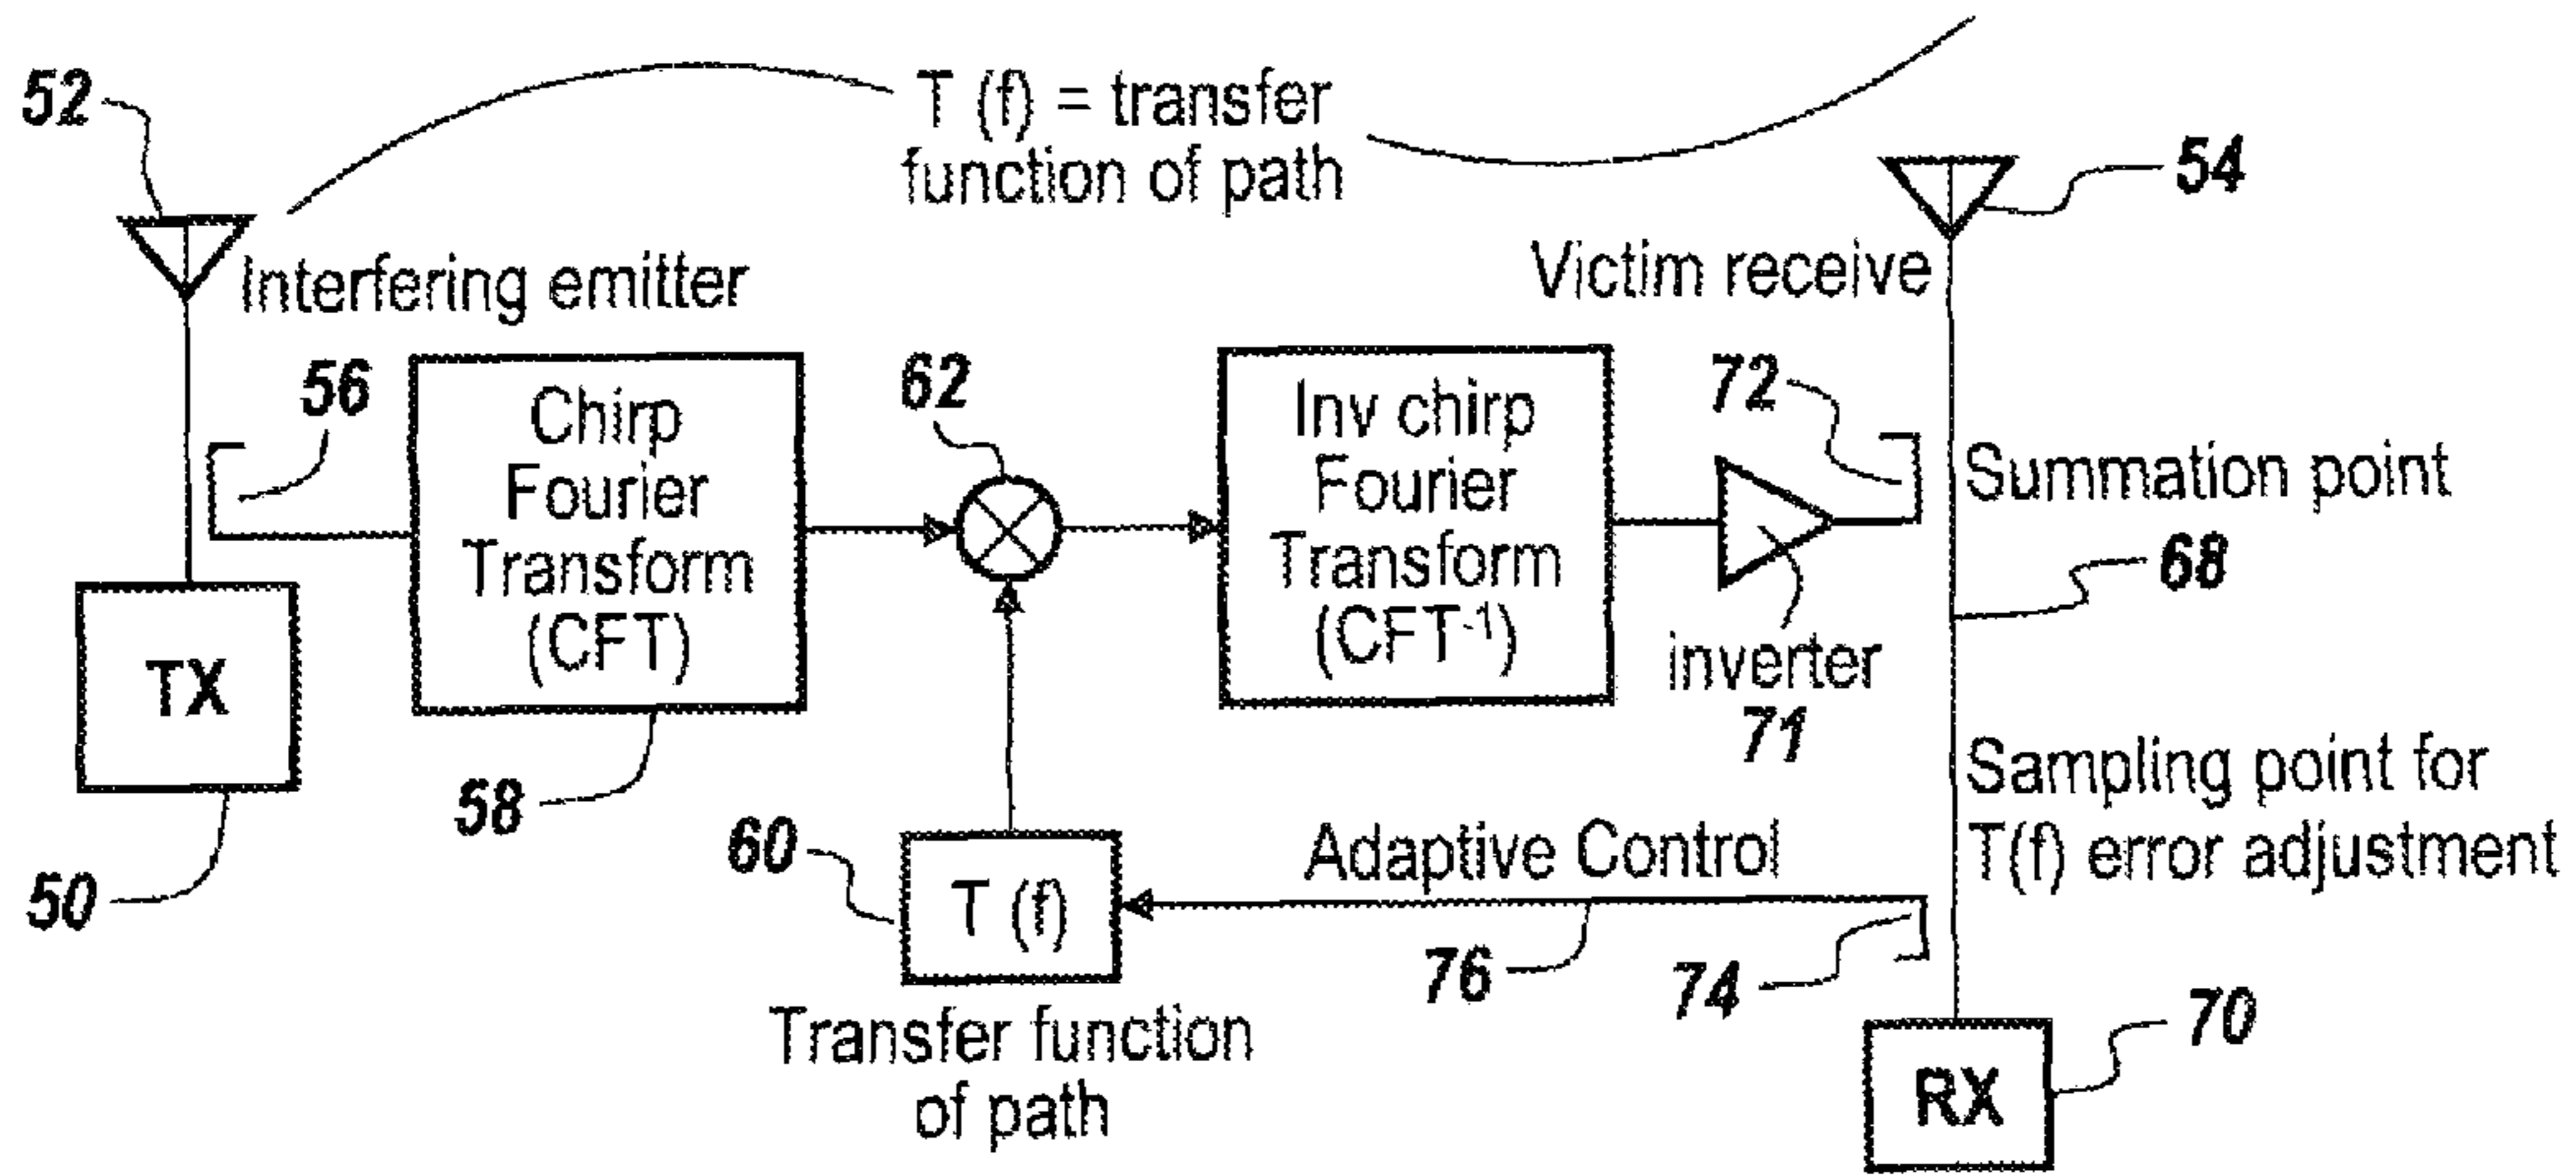 52
T (f) = transfer
function of path
54
Interfering emitter
Victim receive
56
Chirp
Fourier
Transform
(CFT)
62
Inv chirp
Fourier
Transform
(CFT-1)
72
Summation point
68
inverter
71
TX
50
58
60
T (f)
Transfer function
of path
Adaptive Control
76
74
Sampling point for
T(f) error adjustment
70
RX